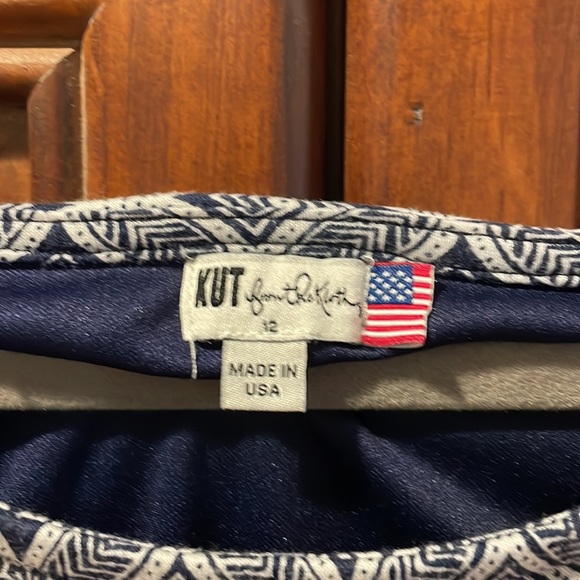 KUT from the Kloth
12
MADE IN
USA